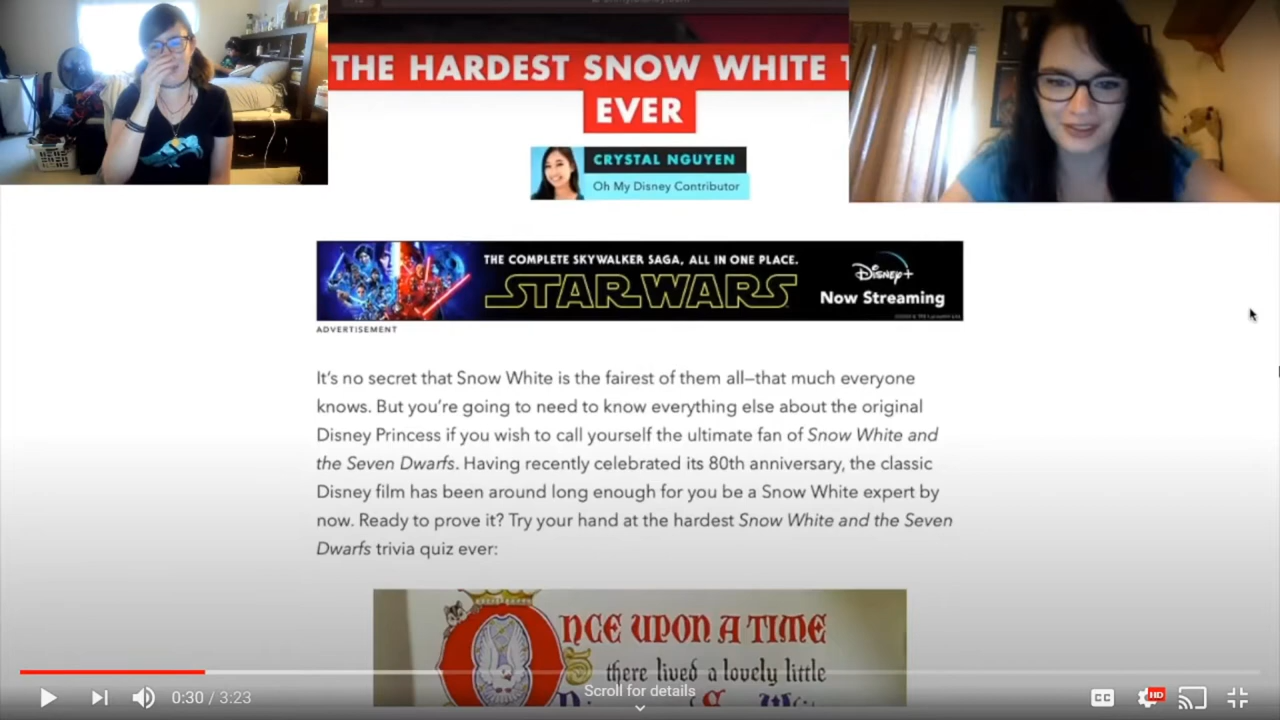 THE HARDEST SNOW WHITE
EVER
CRYSTAL NGUYEN
Oh My Disney Contributor
THE COMPLETE SKYWALKER SAGA, ALL IN ONE PLACE.
STAR WARS
Disney+
Now Streaming
ADVERTISEMENT
It's no secret that Snow White is the fairest of them all—that much everyone
knows. But you're going to need to know everything else about the original
Disney Princess if you wish to call yourself the ultimate fan of Snow White and
the Seven Dwarfs. Having recently celebrated its 80th anniversary, the classic
Disney film has been around long enough for you be a Snow White expert by
now. Ready to prove it? Try your hand at the hardest Snow White and the Seven
Dwarfs trivia quiz ever:
ONCE UPON A TIME
there lived a lovely little
Scroll for details
0:30 / 3:23
CC
HD